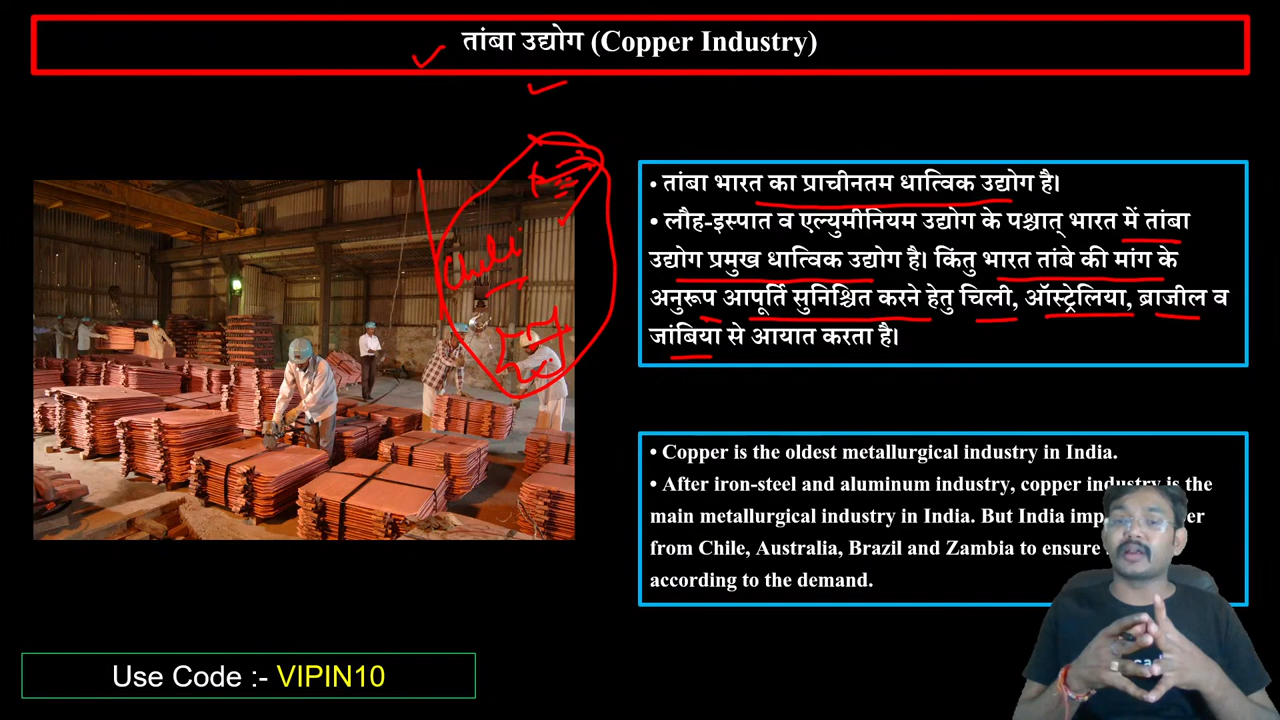 तांबा उद्योग (Copper Industry)
Cheli
• तांबा भारत का प्राचीनतम धात्विक उद्योग है।
• लौह-इस्पात व एल्युमीनियम उद्योग के पश्चात् भारत में तांबा
उद्योग प्रमुख धात्विक उद्योग है। किंतु भारत तांबे की मांग के
अनुरूप आपूर्ति सुनिश्चित करने हेतु चिली, ऑस्ट्रेलिया, ब्राजील व
जांबिया से आयात करता है।
• Copper is the oldest metallurgical industry in India.
• After iron-steel and aluminum industry, copper industry is the
main metallurgical industry in India. But India
from Chile, Australia, Brazil and Zambia to ensure
according to the demand.
Use Code :- VIPIN10